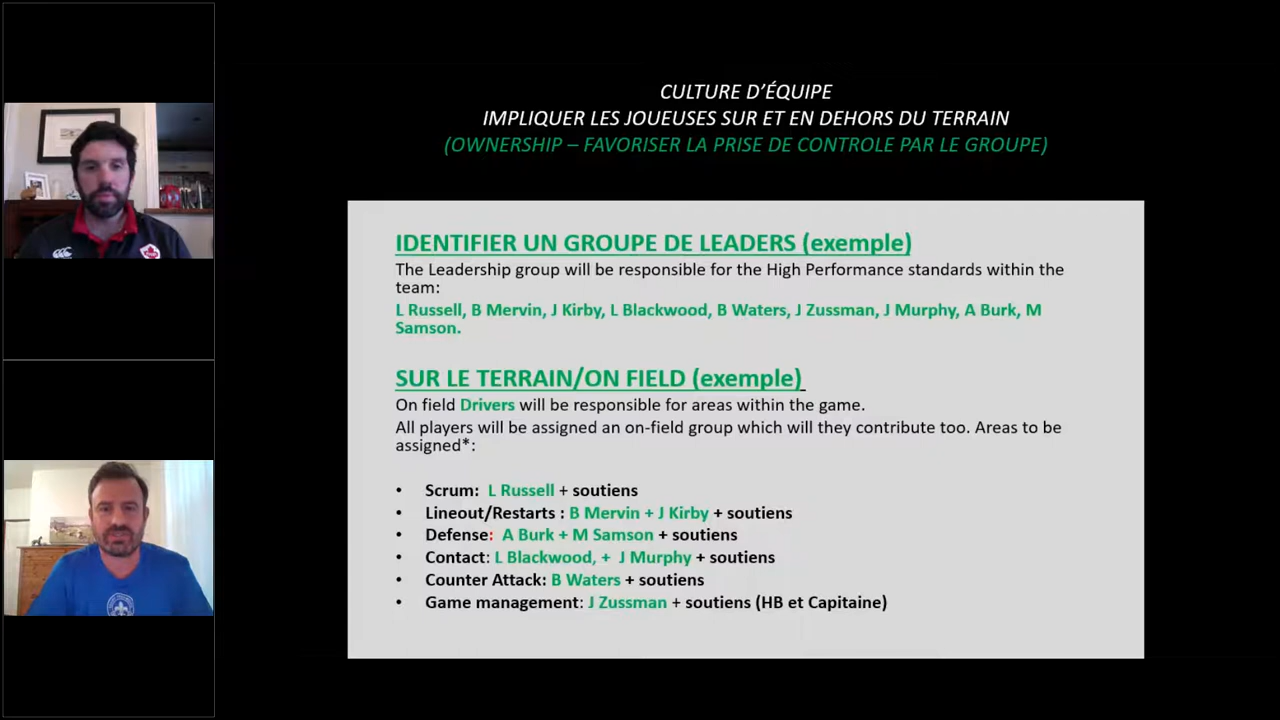 CULTURE D'ÉQUIPE
IMPLIQUER LES JOUEUSES SUR ET EN DEHORS DU TERRAIN
(OWNERSHIP – FAVORISER LA PRISE DE CONTROLE PAR LE GROUPE)
IDENTIFIER UN GROUPE DE LEADERS (exemple)
The Leadership group will be responsible for the High Performance standards within the
team:
L Russell, B Mervin, J Kirby, L Blackwood, B Waters, J Zussman, J Murphy, A Burk, M
Samson.
SUR LE TERRAIN/ON FIELD (exemple)
On field Drivers will be responsible for areas within the game.
All players will be assigned an on-field group which will they contribute too. Areas to be
assigned*:
• Scrum: L Russell + soutiens
• Lineout/Restarts : B Mervin + J Kirby + soutiens
• Defense: A Burk + M Samson + soutiens
• Contact: L Blackwood, + J Murphy + soutiens
• Counter Attack: B Waters + soutiens
• Game management: J Zussman + soutiens (HB et Capitaine)